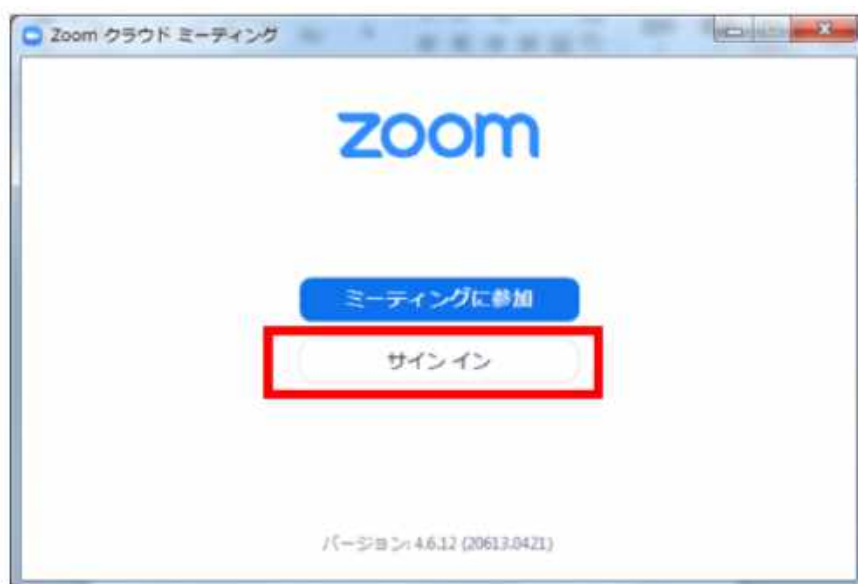 Zoom クラウド ミーティング
zoom
ミーティングに参加
サイン イン
バージョン: 4.6.12 (20613.0421)